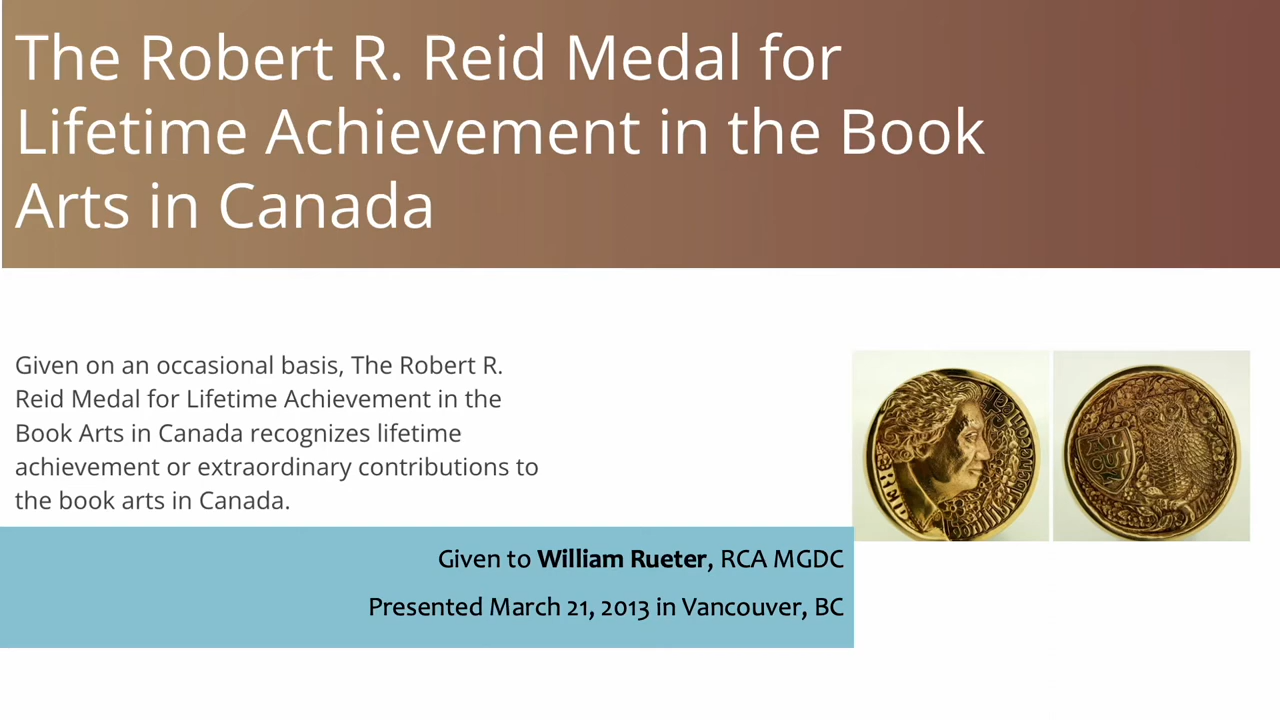 The Robert R. Reid Medal for
Lifetime Achievement in the Book
Arts in Canada
Given on an occasional basis, The Robert R.
Reid Medal for Lifetime Achievement in the
Book Arts in Canada recognizes lifetime
achievement or extraordinary contributions to
the book arts in Canada.
REID
ALCUIN
Given to William Rueter, RCA MGDC
Presented March 21, 2013 in Vancouver, BC